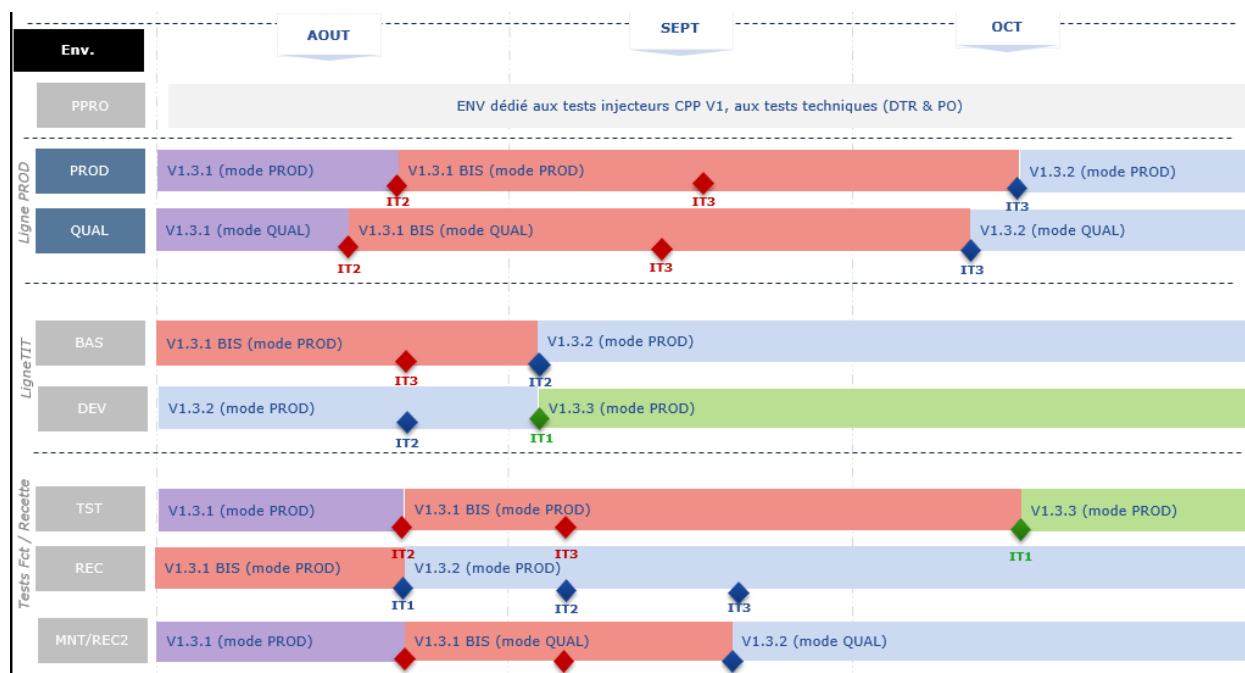 AOUT
SEPT
OCT
Env.
PPRO
ENV dédié aux tests injecteurs CPP V1, aux tests techniques (DTR & PO)
Ligne PROD
PROD
V1.3.1 (mode PROD)
V1.3.1 BIS (mode PROD)
V1.3.2 (mode PROD)
IT2
IT3
IT3
QUAL
V1.3.1 (mode QUAL)
V1.3.1 BIS (mode QUAL)
V1.3.2 (mode QUAL)
IT2
IT3
IT3
LigneTIT
BAS
V1.3.1 BIS (mode PROD)
V1.3.2 (mode PROD)
IT3
IT2
DEV
V1.3.2 (mode PROD)
V1.3.3 (mode PROD)
IT2
IT1
Tests Fct / Recette
TST
V1.3.1 (mode PROD)
V1.3.1 BIS (mode PROD)
V1.3.3 (mode PROD)
IT2
IT3
IT1
REC
V1.3.1 BIS (mode PROD)
V1.3.2 (mode PROD)
IT1
IT2
IT3
MNT/REC2
V1.3.1 (mode PROD)
V1.3.1 BIS (mode QUAL)
V1.3.2 (mode QUAL)